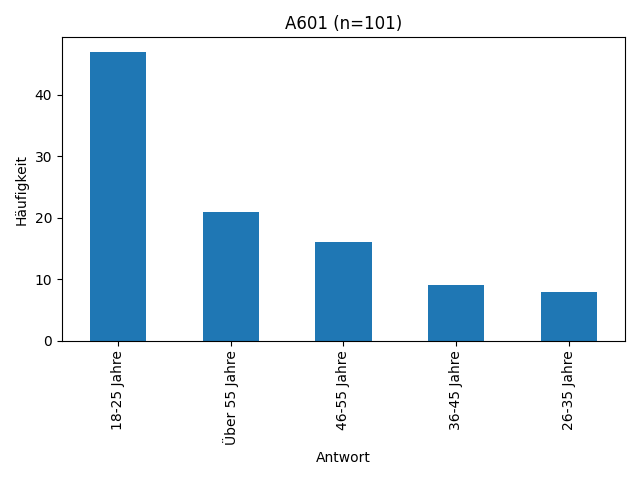 A601 (n=101)
Häufigkeit
40
30
20
10
0
18-25 Jahre
Über 55 Jahre
46-55 Jahre
36-45 Jahre
26-35 Jahre
Antwort